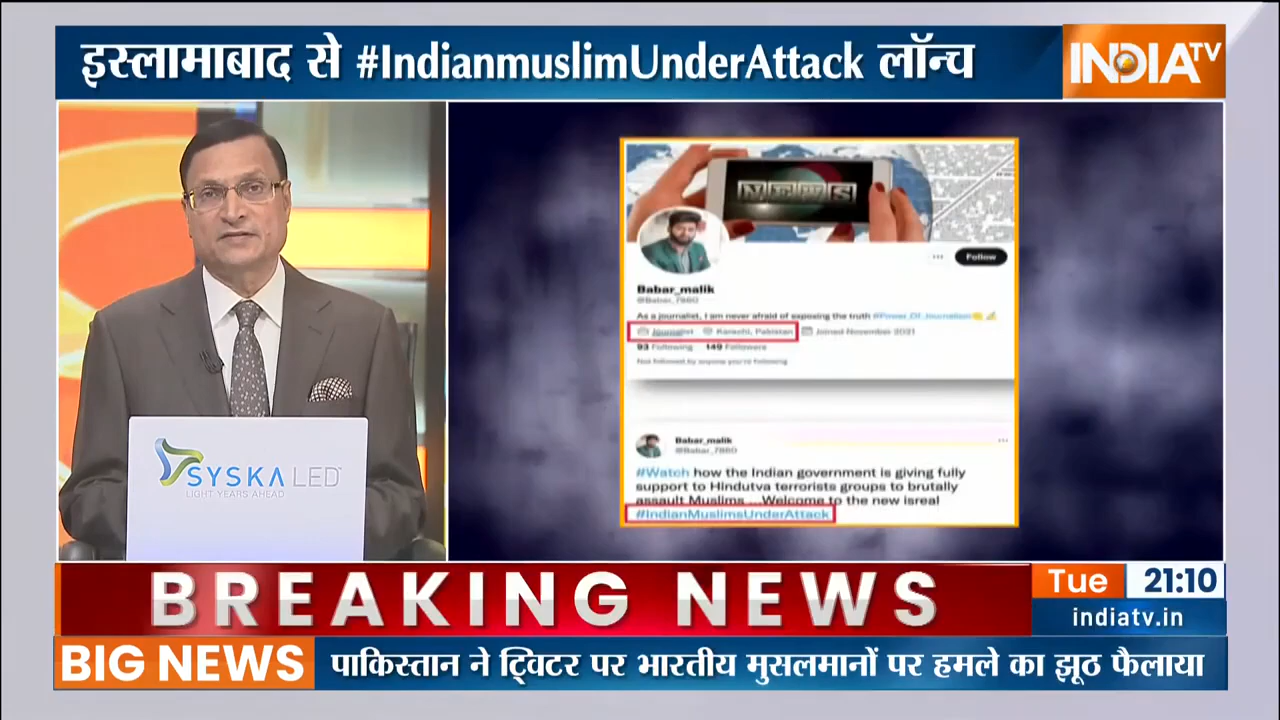 इस्लामाबाद से #IndianmuslimUnderAttack लॉन्च
INDIA TV
NEWS
Follow
Babar_malik
@Babar_7860
As a journalist, I am never afraid of exposing the truth #Power_Of_Journalism
Journalist Karachi, Pakistan Joined November 2021
93 Following 149 Followers
Not followed by anyone you're following
Babar_malik
@Babar_7860
#Watch how the Indian government is giving fully
support to Hindutva terrorists groups to brutally
assault Muslims ...Welcome to the new isreal
#IndianMuslimsUnderAttack
SYSKA LED
LIGHT YEARS AHEAD
BREAKING NEWS
Tue 21:10
indiatv.in
BIG NEWS पाकिस्तान ने ट्विटर पर भारतीय मुसलमानों पर हमले का झूठ फैलाया